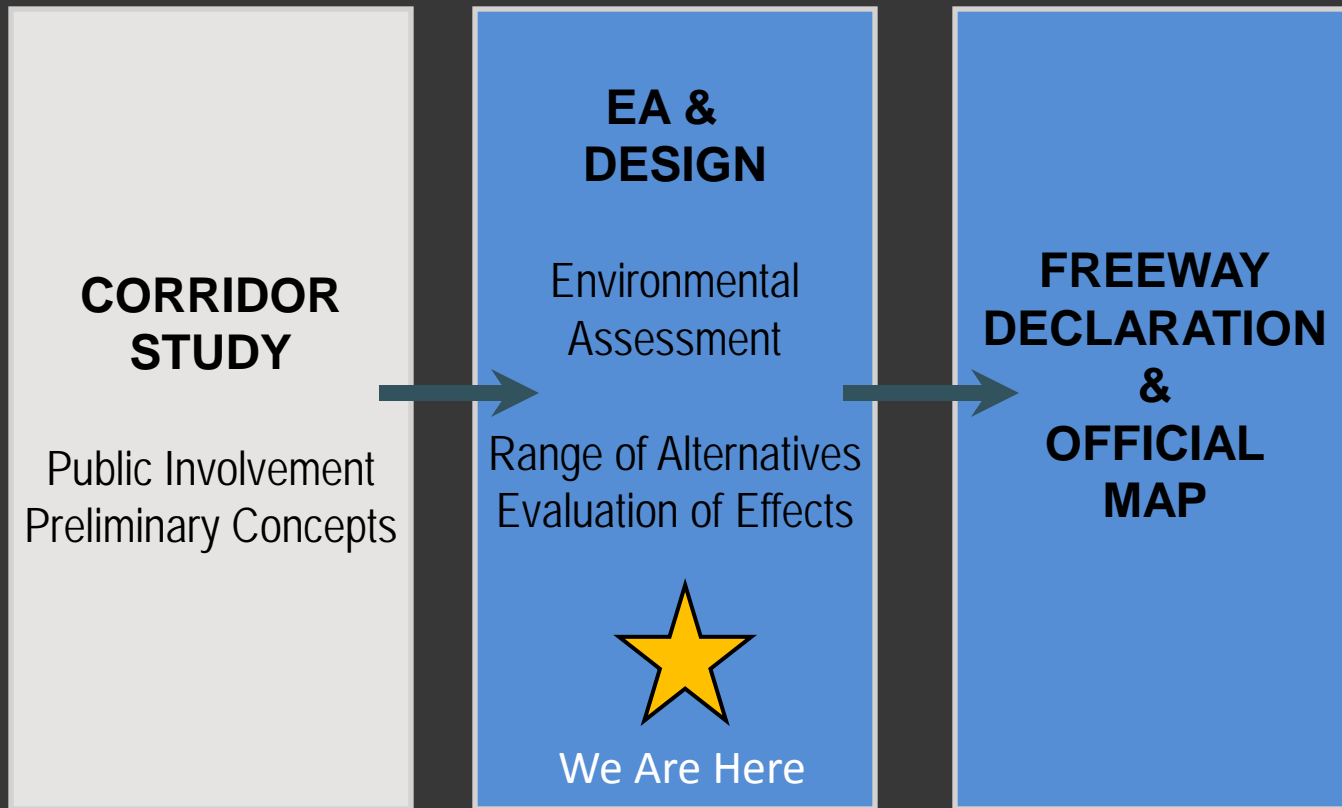 CORRIDOR
STUDY
Public Involvement
Preliminary Concepts
EA &
DESIGN
Environmental
Assessment
Range of Alternatives
Evaluation of Effects
We Are Here
FREEWAY
DECLARATION
&
OFFICIAL
MAP